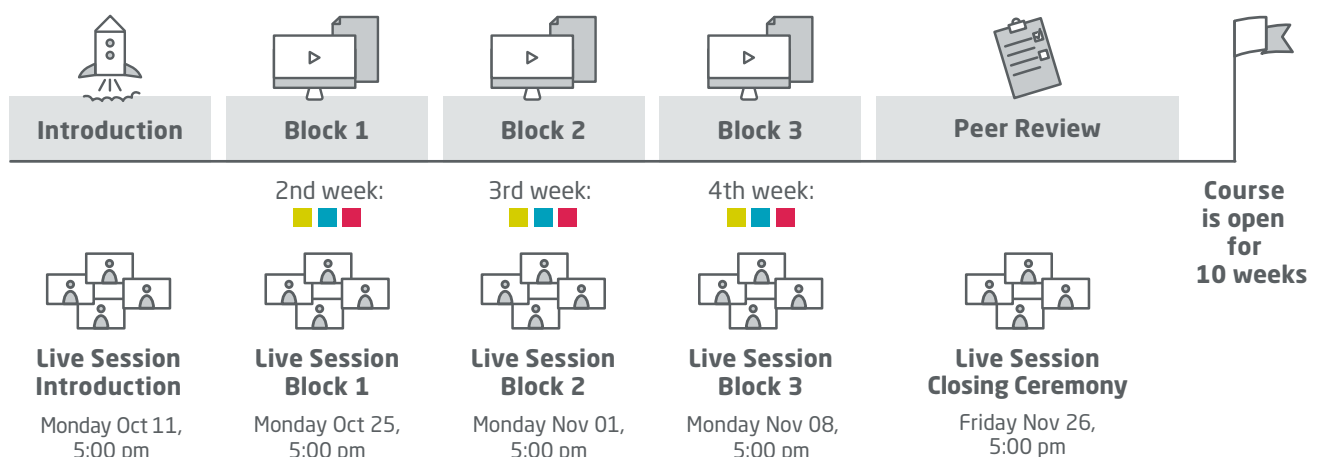 Introduction
Block 1
Block 2
Block 3
Peer Review
2nd week:
3rd week:
4th week:
Course
is open
for
10 weeks
Live Session
Introduction
Monday Oct 11,
5:00 pm
Live Session
Block 1
Monday Oct 25,
5:00 pm
Live Session
Block 2
Monday Nov 01,
5:00 pm
Live Session
Block 3
Monday Nov 08,
5:00 pm
Live Session
Closing Ceremony
Friday Nov 26,
5:00 pm